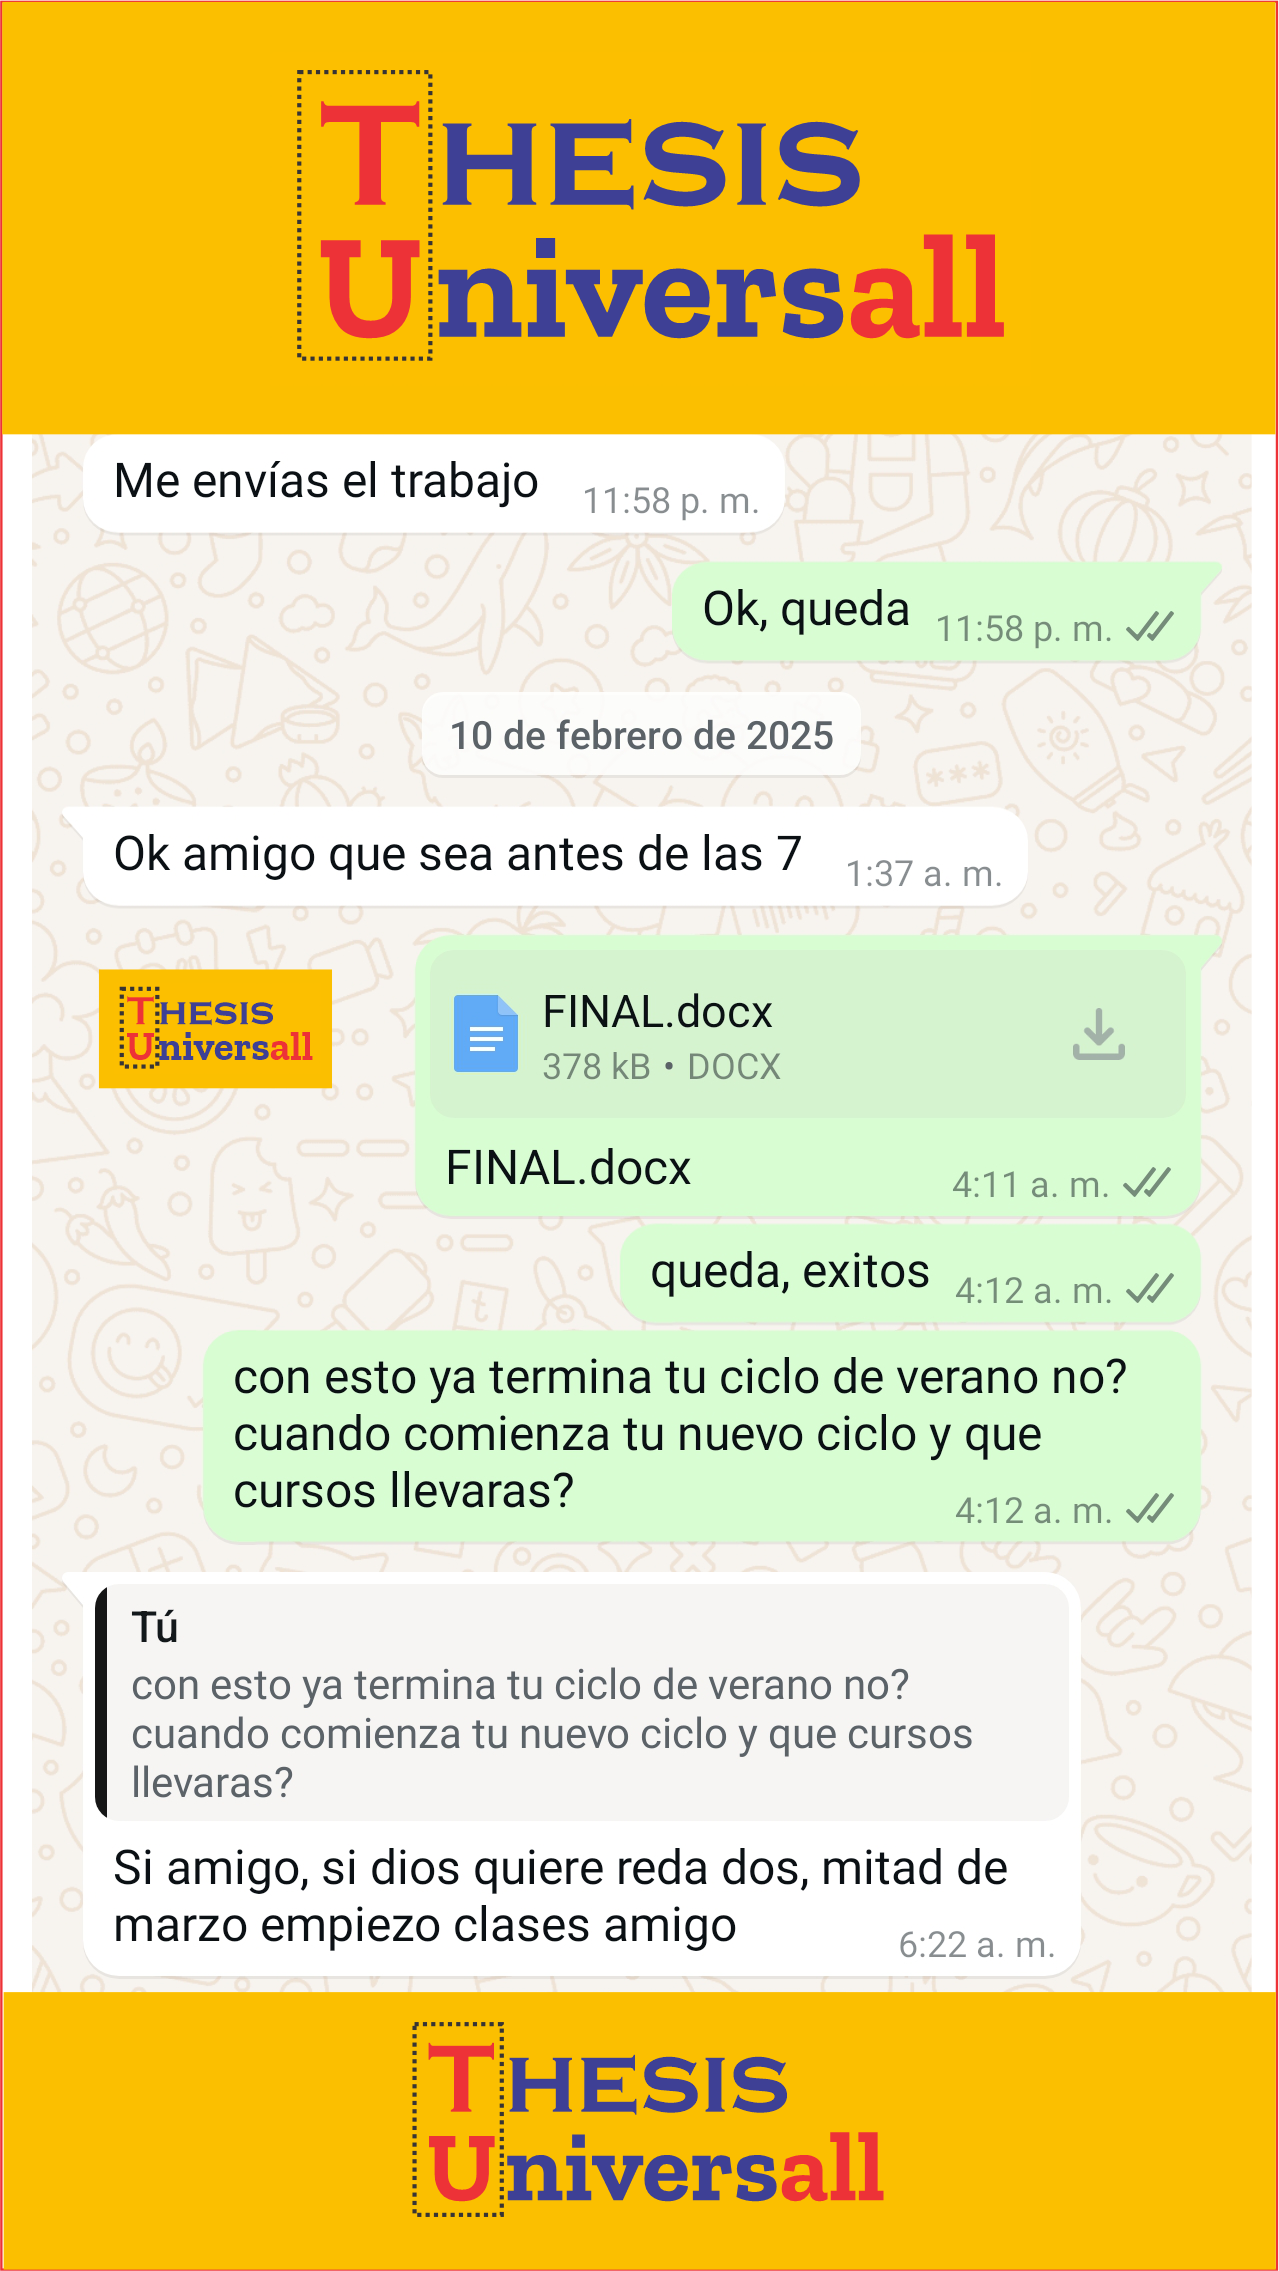 THESIS
Universall
Me envías el trabajo
11:58 p. m.
Ok, queda
11:58 p. m.
10 de febrero de 2025
Ok amigo que sea antes de las 7
1:37 a. m.
THESIS
Universall
FINAL.docx
378 kB • DOCX
FINAL.docx
4:11 a. m.
queda, exitos
4:12 a. m.
con esto ya termina tu ciclo de verano no?
cuando comienza tu nuevo ciclo y que
cursos llevaras?
4:12 a. m.
Tú
con esto ya termina tu ciclo de verano no?
cuando comienza tu nuevo ciclo y que cursos
llevaras?
Si amigo, si dios quiere reda dos, mitad de
marzo empiezo clases amigo
6:22 a. m.
THESIS
Universall